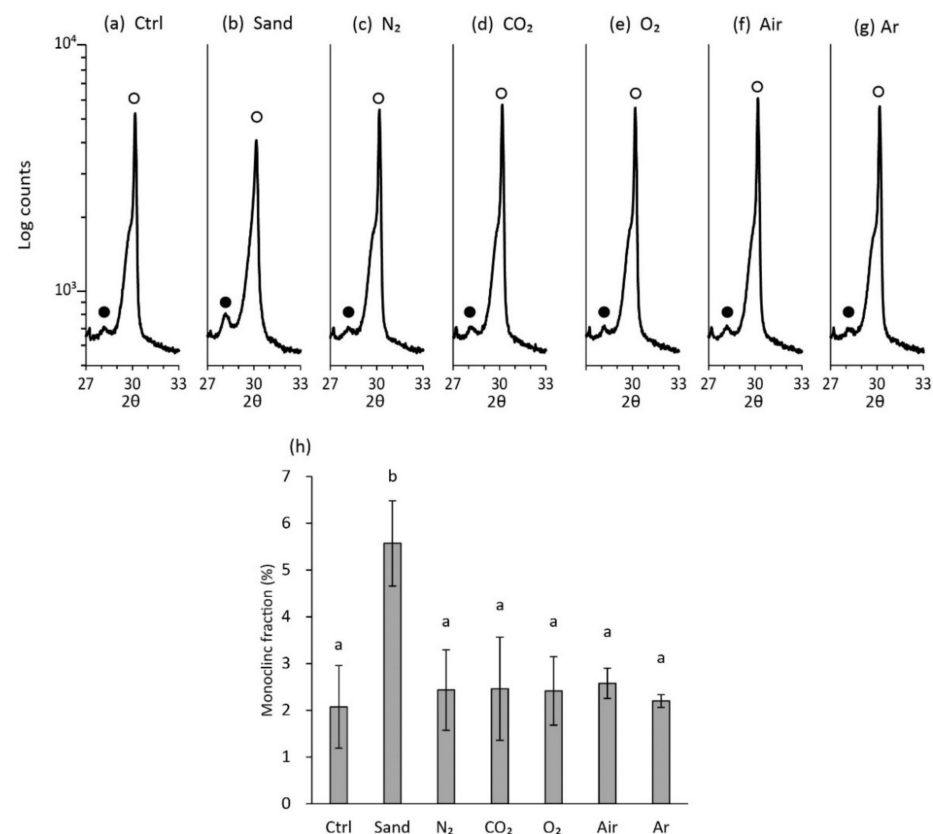 (a) Ctrl (b) Sand (c) N₂ (d) CO₂ (e) O₂ (f) Air (g) Ar
10⁴
10³
Log counts
27 30 33 27 30 33 27 30 33 27 30 33 27 30 33 27 30 33 27 30 33
2θ 2θ 2θ 2θ 2θ 2θ 2θ
(h)
Monoclinc fraction (%)
7
6
5
4
3
2
1
0
a b a a a a a
Ctrl Sand N₂ CO₂ O₂ Air Ar